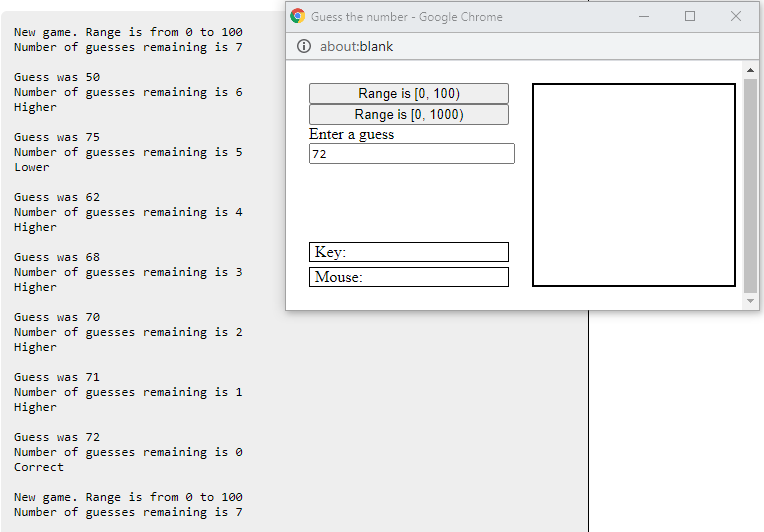 New game. Range is from 0 to 100
Number of guesses remaining is 7
Guess was 50
Number of guesses remaining is 6
Higher
Guess was 75
Number of guesses remaining is 5
Lower
Guess was 62
Number of guesses remaining is 4
Higher
Guess was 68
Number of guesses remaining is 3
Higher
Guess was 70
Number of guesses remaining is 2
Higher
Guess was 71
Number of guesses remaining is 1
Higher
Guess was 72
Number of guesses remaining is 0
Correct
New game. Range is from 0 to 100
Number of guesses remaining is 7
Guess the number - Google Chrome
about:blank
Range is [0, 100)
Range is [0, 1000)
Enter a guess
72
Key:
Mouse: